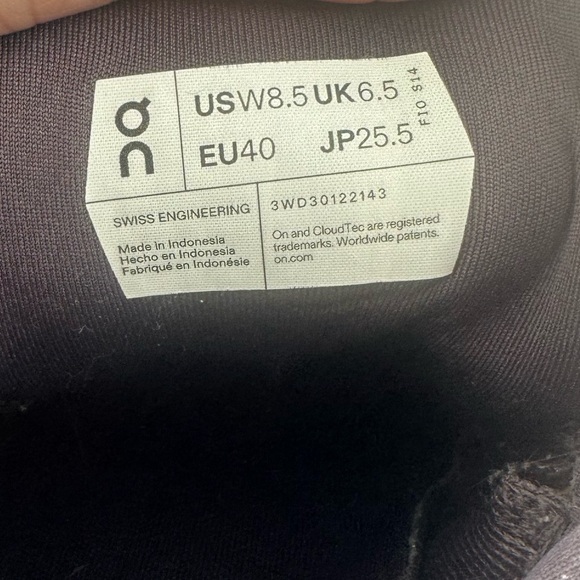 On
USW8.5 UK6.5
EU40 JP25.5
F10 S14
SWISS ENGINEERING
Made in Indonesia
Hecho en Indonesia
Fabriqué en Indonésie
3WD30122143
On and CloudTec are registered
trademarks. Worldwide patents.
on.com